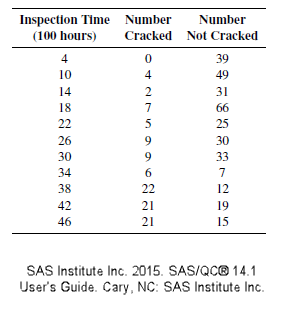 Inspection Time Number Number
(100 hours) Cracked Not Cracked
4 0 39
10 4 49
14 2 31
18 7 66
22 5 25
26 9 30
30 9 33
34 6 7
38 22 12
42 21 19
46 21 15
SAS Institute Inc. 2015. SAS/QC® 14.1
User's Guide. Cary, NC: SAS Institute Inc.